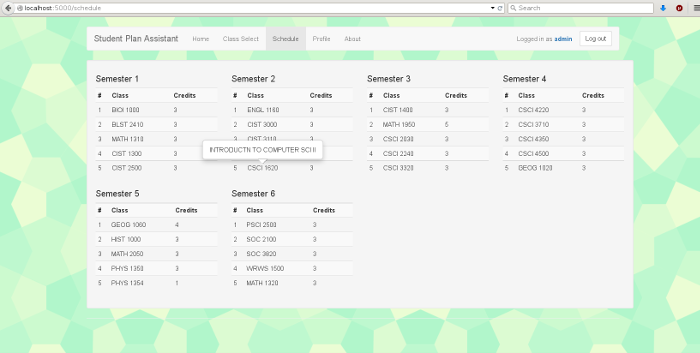 localhost:5000/schedule
Search
Student Plan Assistant Home Class Select Schedule Profile About Logged in as admin Log out
Semester 1
# Class Credits
1 BIOI 1000 3
2 BLST 2410 3
3 MATH 1310 3
4 CIST 1300 3
5 CIST 2500 3
Semester 2
# Class Credits
1 ENGL 1160 3
2 CIST 3000 3
3 CIST 3110 3
INTRODUCTN TO COMPUTER SCI II
5 CSCI 1620 3
Semester 3
# Class Credits
1 CIST 1400 3
2 MATH 1950 5
3 CSCI 2030 3
4 CSCI 2240 3
5 CSCI 3320 3
Semester 4
# Class Credits
1 CSCI 4220 3
2 CSCI 3710 3
3 CSCI 4350 3
4 CSCI 4500 3
5 GEOG 1020 3
Semester 5
# Class Credits
1 GEOG 1060 4
2 HIST 1000 3
3 MATH 2050 3
4 PHYS 1350 3
5 PHYS 1354 1
Semester 6
# Class Credits
1 PSCI 2500 3
2 SOC 2100 3
3 SOC 3820 3
4 WRWS 1500 3
5 MATH 1320 3